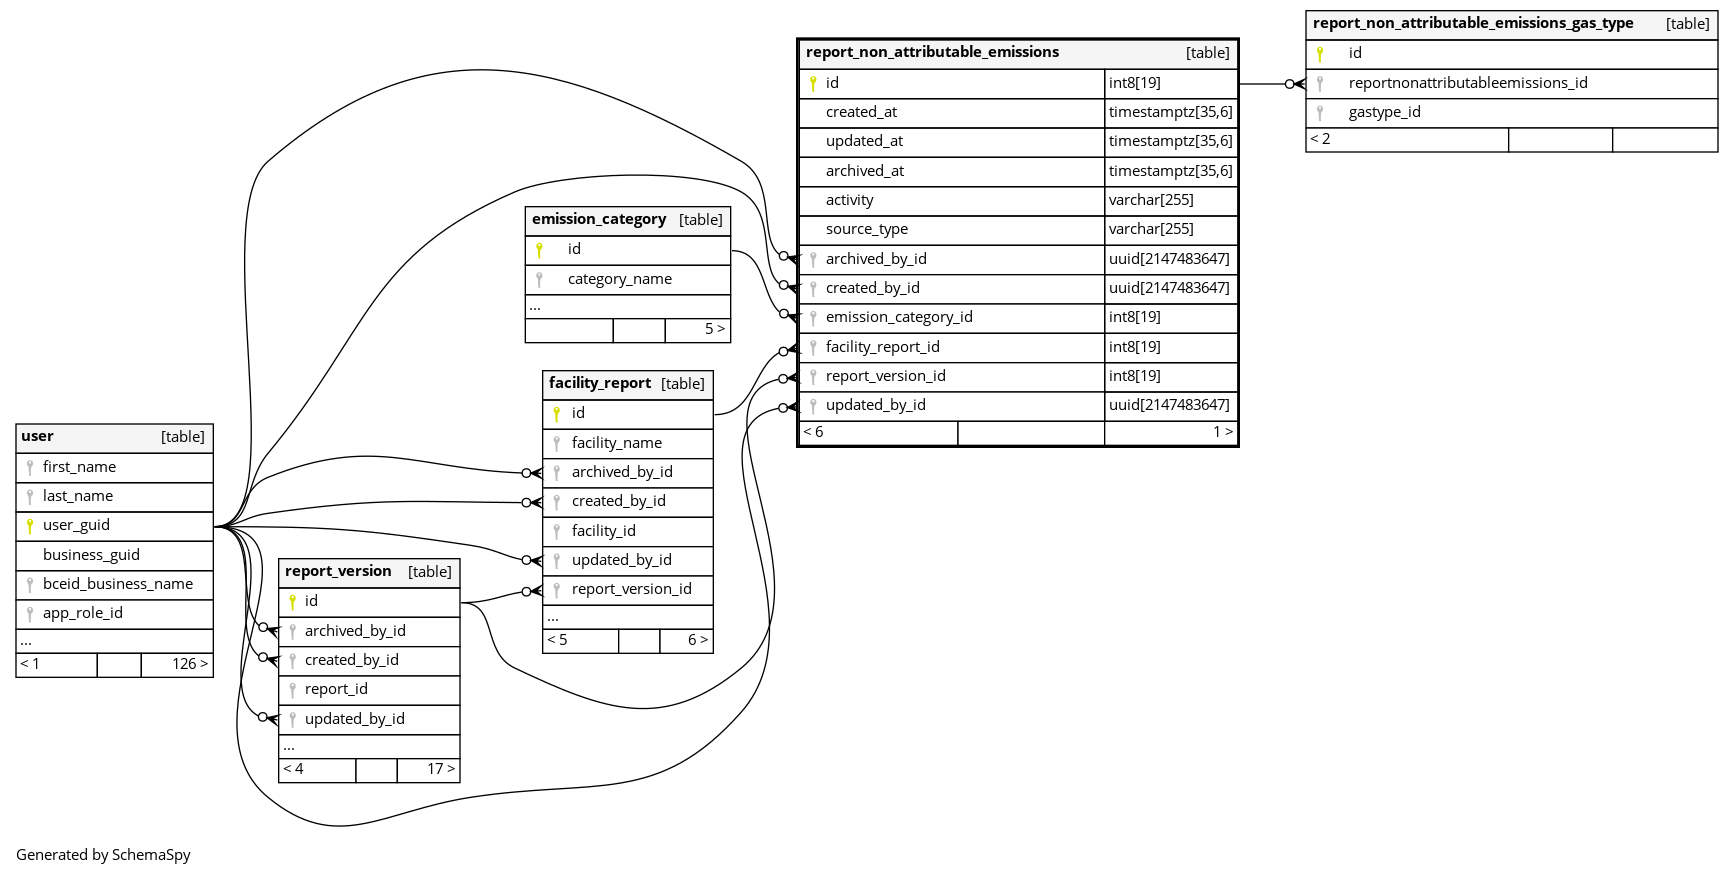 report_non_attributable_emissions_gas_type [table]
id
reportnonattributableemissions_id
gastype_id
< 2
report_non_attributable_emissions [table]
id int8[19]
created_at timestamptz[35,6]
updated_at timestamptz[35,6]
archived_at timestamptz[35,6]
activity varchar[255]
source_type varchar[255]
archived_by_id uuid[2147483647]
created_by_id uuid[2147483647]
emission_category_id int8[19]
facility_report_id int8[19]
report_version_id int8[19]
updated_by_id uuid[2147483647]
< 6 1 >
emission_category [table]
id
category_name
...
5 >
facility_report [table]
id
facility_name
archived_by_id
created_by_id
facility_id
updated_by_id
report_version_id
...
< 5 6 >
user [table]
first_name
last_name
user_guid
business_guid
bceid_business_name
app_role_id
...
< 1 126 >
report_version [table]
id
archived_by_id
created_by_id
report_id
updated_by_id
...
< 4 17 >
Generated by SchemaSpy